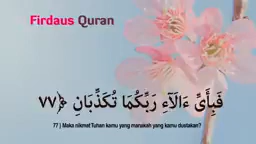 Firdaus Quran
فَبِأَىِّ ءَالَآءِ رَبِّكُمَا تُكَذِّبَانِ ﴿٧٧
77 ) Maka nikmat Tuhan kamu yang manakah yang kamu dustakan?